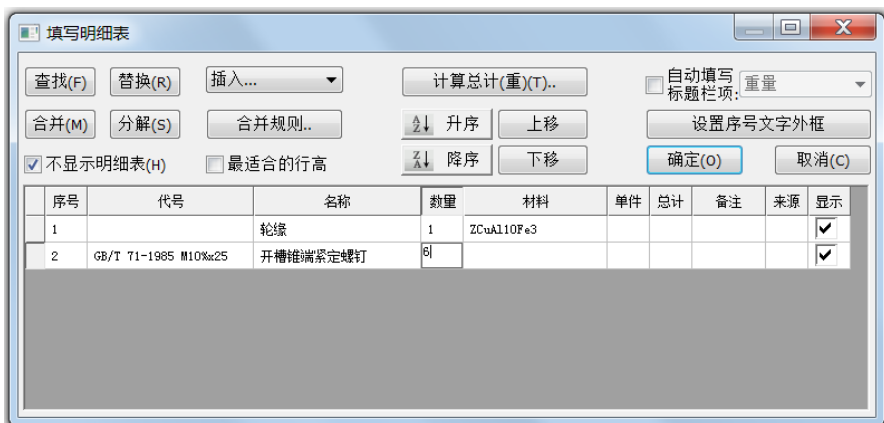 填写明细表
查找(F) 替换(R) 插入... 计算总计(重)(T).. 自动填写标题栏项: 重量
合并(M) 分解(S) 合并规则.. 升序 上移 设置序号文字外框
不显示明细表(H) 最适合的行高 降序 下移 确定(O) 取消(C)
序号 代号 名称 数量 材料 单件 总计 备注 来源 显示
1 轮缘 1 ZCuAl10Fe3
2 GB/T 71-1985 M10%x25 开槽锥端紧定螺钉 6